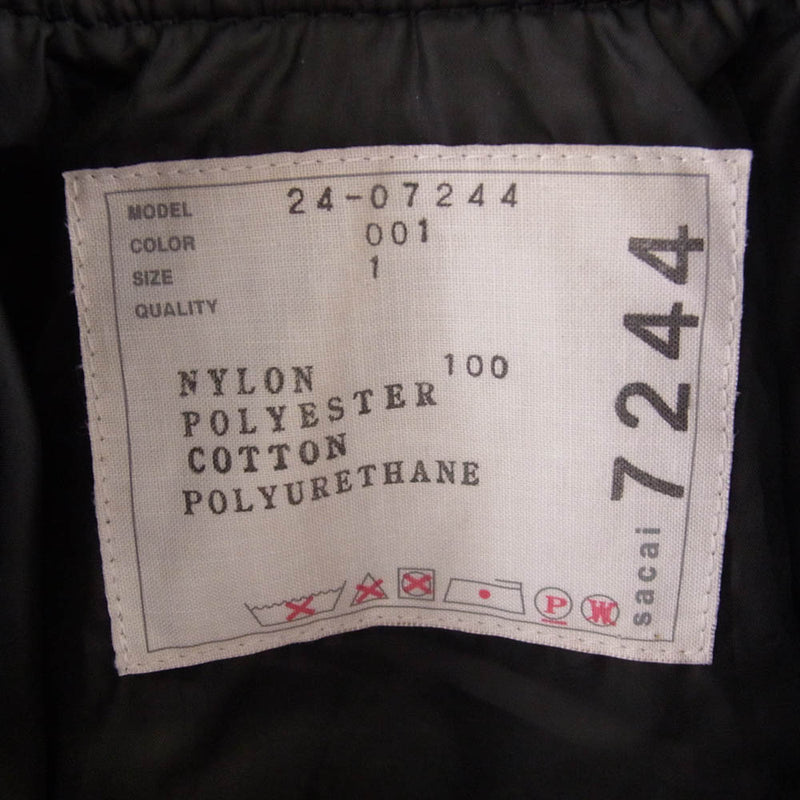 MODEL 24-07244
COLOR 001
SIZE 1
QUALITY
NYLON 100
POLYESTER
COTTON
POLYURETHANE
P W
sacai 7244